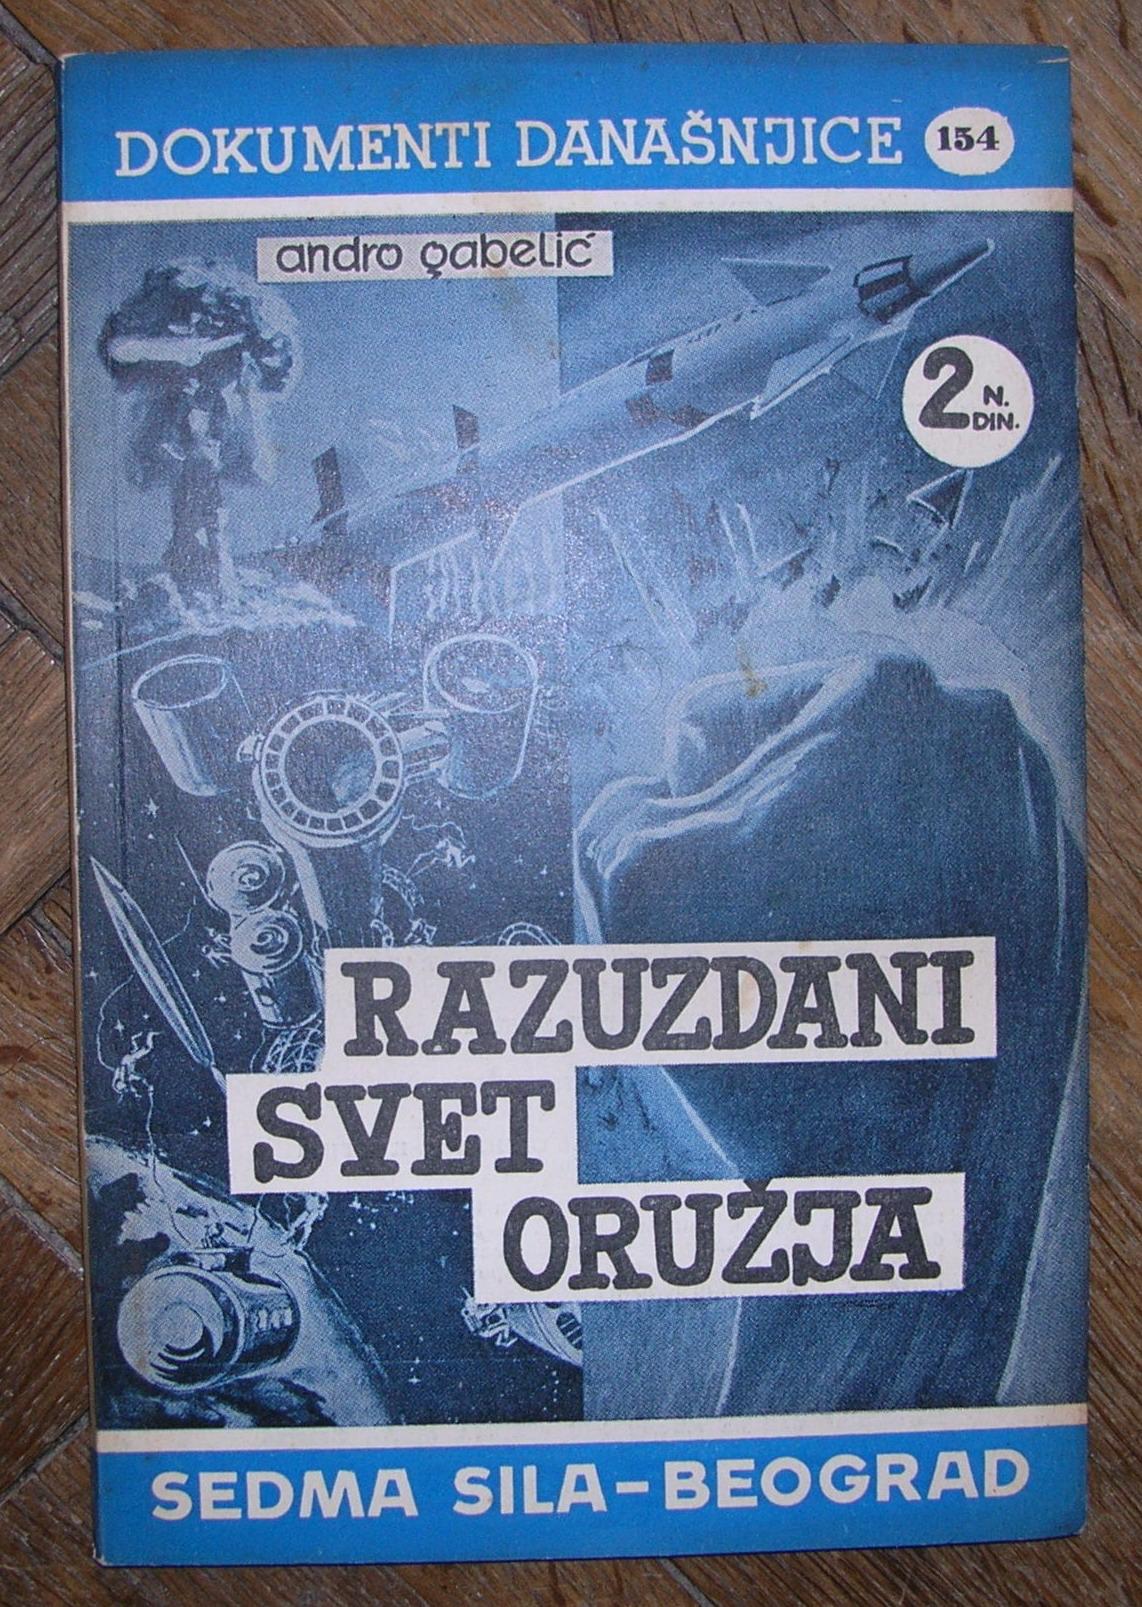 DOKUMENTI DANAŠNJICE 154
andro gabelić
2 N. DIN.
RAZUZDANI
SVET
ORUŽJA
SEDMA SILA-BEOGRAD